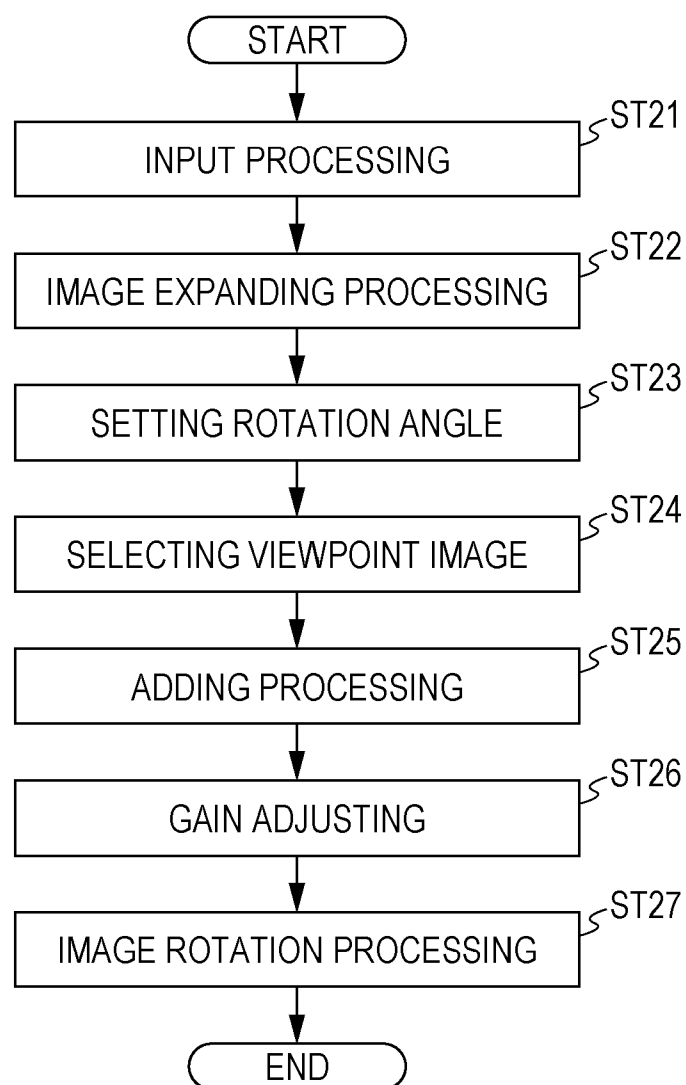 START
ST21
INPUT PROCESSING
ST22
IMAGE EXPANDING PROCESSING
ST23
SETTING ROTATION ANGLE
ST24
SELECTING VIEWPOINT IMAGE
ST25
ADDING PROCESSING
ST26
GAIN ADJUSTING
ST27
IMAGE ROTATION PROCESSING
END